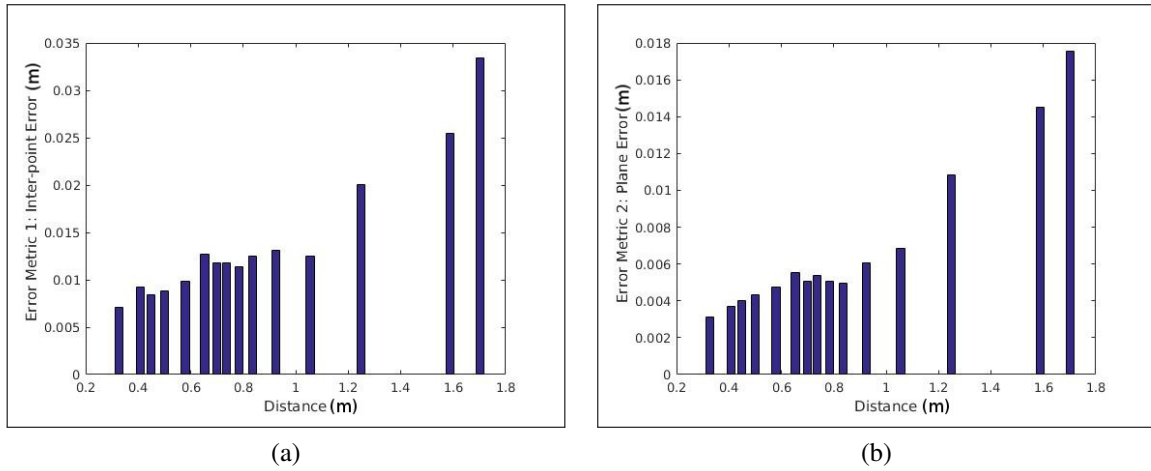 Error Metric 1: Inter-point Error (m)
0.035
0.03
0.025
0.02
0.015
0.01
0.005
0
0.2 0.4 0.6 0.8 1 1.2 1.4 1.6 1.8
Distance (m)
(a)
Error Metric 2: Plane Error(m)
0.018
0.016
0.014
0.012
0.01
0.008
0.006
0.004
0.002
0
0.2 0.4 0.6 0.8 1 1.2 1.4 1.6 1.8
Distance (m)
(b)